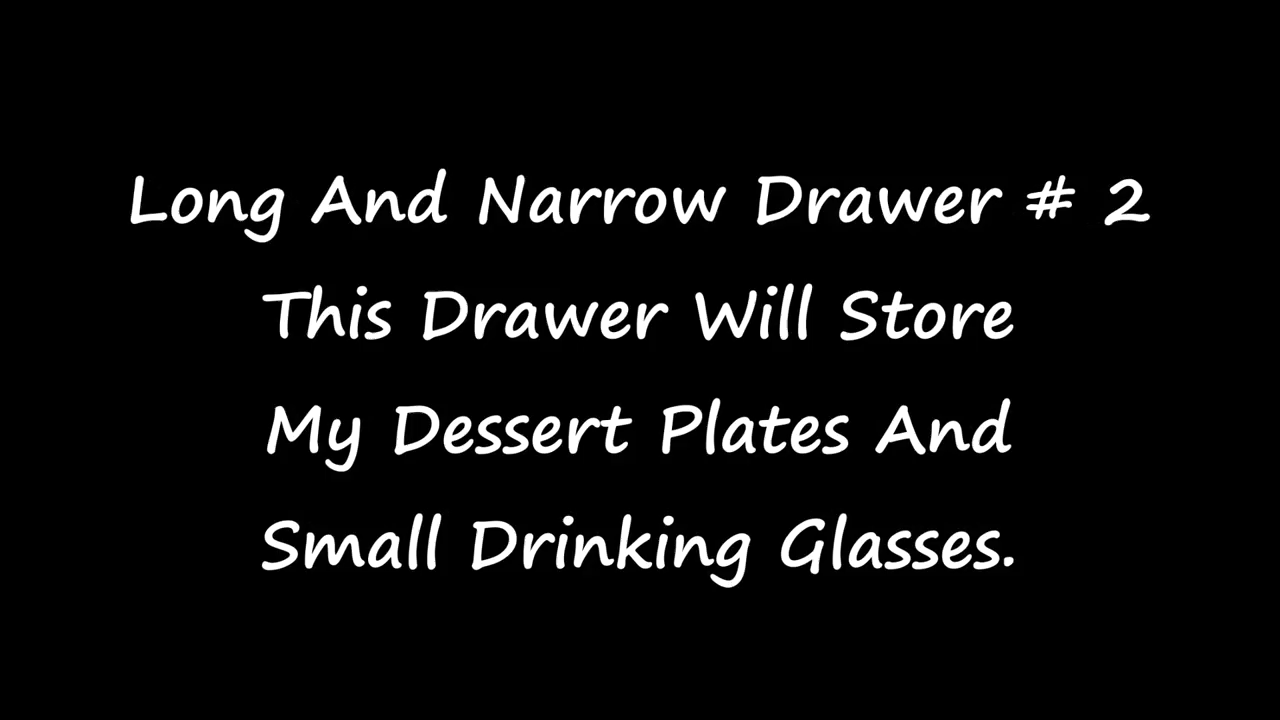 Long And Narrow Drawer # 2
This Drawer Will Store
My Dessert Plates And
Small Drinking Glasses.